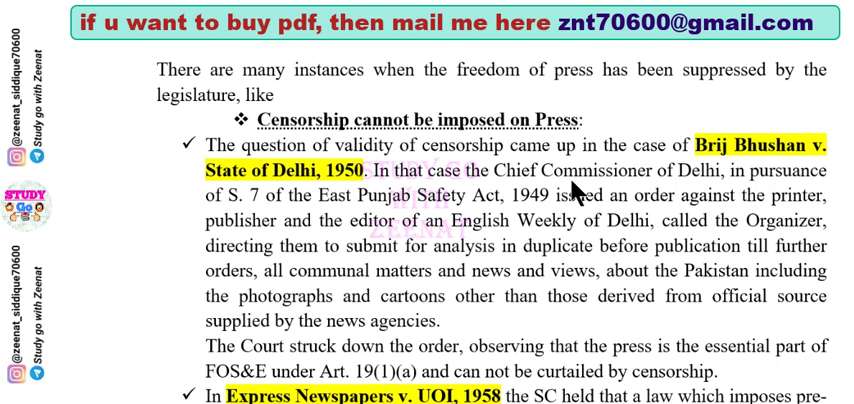 if u want to buy pdf, then mail me here znt70600@gmail.com
There are many instances when the freedom of press has been suppressed by the
legislature, like
❖ Censorship cannot be imposed on Press:
✓ The question of validity of censorship came up in the case of Brij Bhushan v.
State of Delhi, 1950. In that case the Chief Commissioner of Delhi, in pursuance
of S. 7 of the East Punjab Safety Act, 1949 issued an order against the printer,
publisher and the editor of an English Weekly of Delhi, called the Organizer,
directing them to submit for analysis in duplicate before publication till further
orders, all communal matters and news and views, about the Pakistan including
the photographs and cartoons other than those derived from official source
supplied by the news agencies.
The Court struck down the order, observing that the press is the essential part of
FOS&E under Art. 19(1)(a) and can not be curtailed by censorship.
✓ In Express Newspapers v. UOI, 1958 the SC held that a law which imposes pre-
STUDY GO
WITH
ZEENAT
@zeenat_siddique70600
Study go with Zeenat
STUDY
Go
@zeenat_siddique70600
Study go with Zeenat